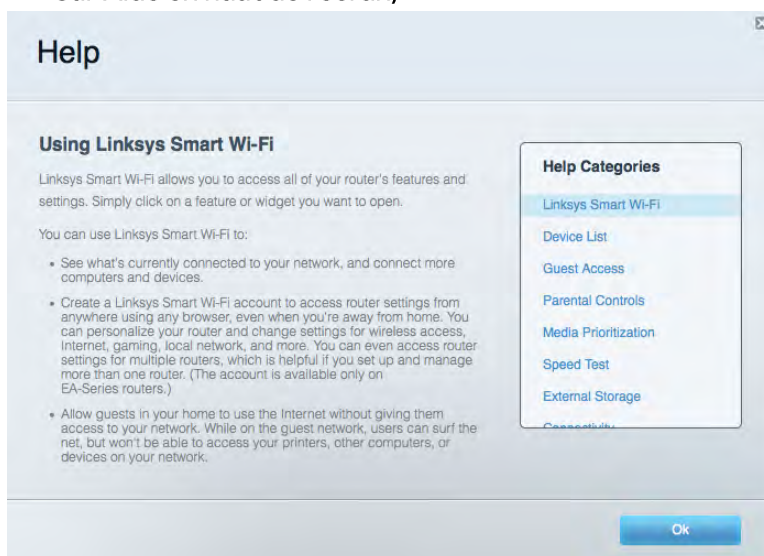 Help
Using Linksys Smart Wi-Fi
Linksys Smart Wi-Fi allows you to access all of your router's features and
settings. Simply click on a feature or widget you want to open.
You can use Linksys Smart Wi-Fi to:
• See what's currently connected to your network, and connect more
computers and devices.
• Create a Linksys Smart Wi-Fi account to access router settings from
anywhere using any browser, even when you're away from home. You
can personalize your router and change settings for wireless access,
Internet, gaming, local network, and more. You can even access router
settings for multiple routers, which is helpful if you set up and manage
more than one router. (The account is available only on
EA-Series routers.)
• Allow guests in your home to use the Internet without giving them
access to your network. While on the guest network, users can surf the
net, but won't be able to access your printers, other computers, or
devices on your network.
Help Categories
Linksys Smart Wi-Fi
Device List
Guest Access
Parental Controls
Media Prioritization
Speed Test
External Storage
Connectivity
Ok